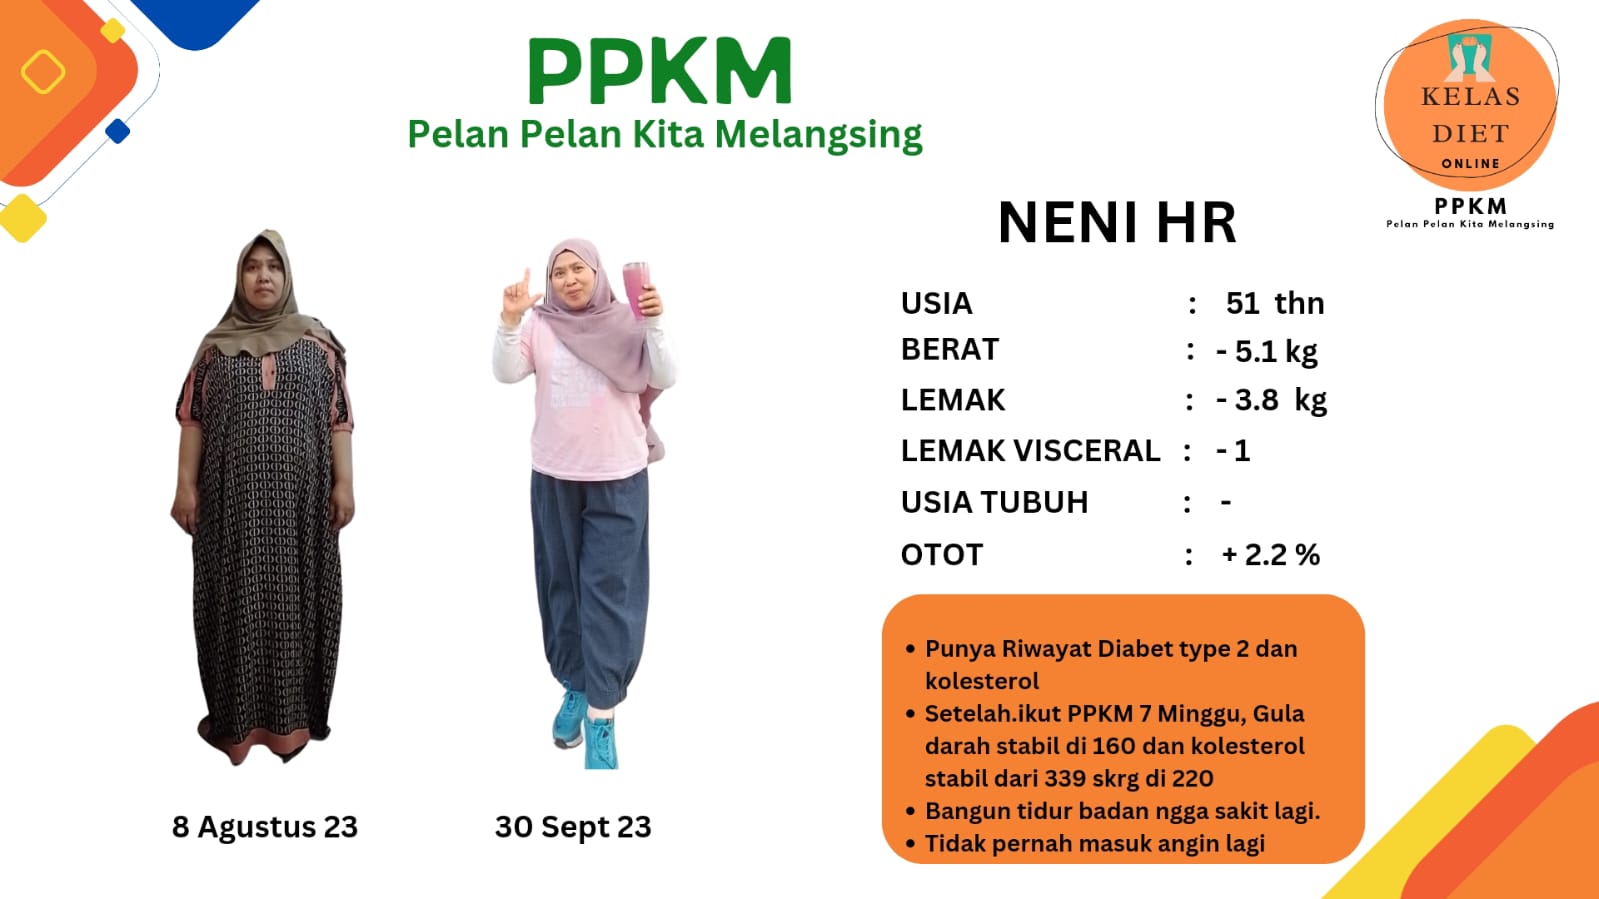 PPKM
Pelan Pelan Kita Melangsing
KELAS
DIET
ONLINE
PPKM
Pelan Pelan Kita Melangsing
NENI HR
USIA : 51 thn
BERAT : - 5.1 kg
LEMAK : - 3.8 kg
LEMAK VISCERAL : - 1
USIA TUBUH : -
OTOT : + 2.2 %
• Punya Riwayat Diabet type 2 dan
kolesterol
• Setelah.ikut PPKM 7 Minggu, Gula
darah stabil di 160 dan kolesterol
stabil dari 339 skrg di 220
• Bangun tidur badan ngga sakit lagi.
• Tidak pernah masuk angin lagi
8 Agustus 23
30 Sept 23